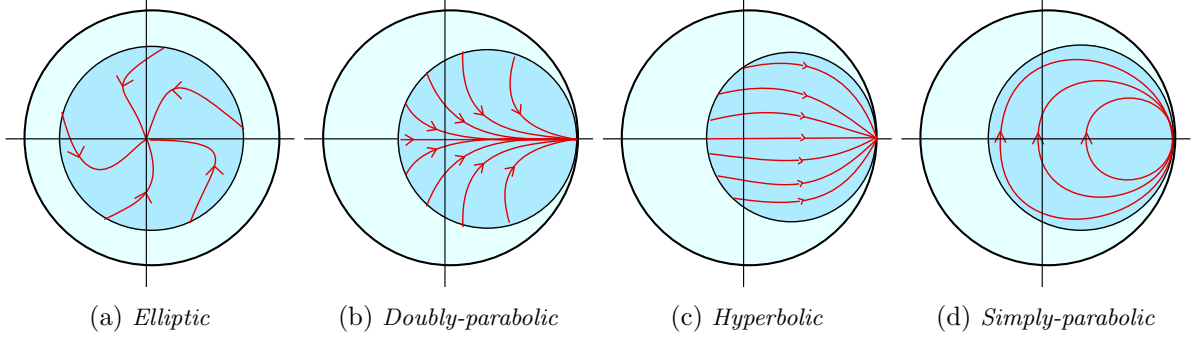 (a) Elliptic
(b) Doubly-parabolic
(c) Hyperbolic
(d) Simply-parabolic